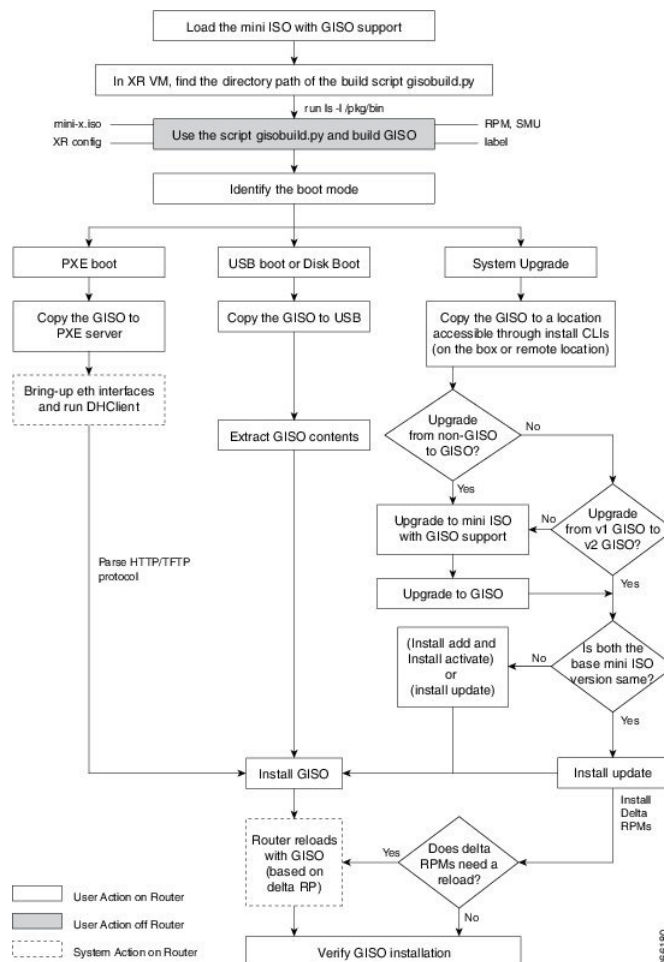 Load the mini ISO with GISO support
In XR VM, find the directory path of the build script gisobuild.py
run ls -l /pkg/bin
mini-x.iso
XR config
Use the script gisobuild.py and build GISO
RPM, SMU
label
Identify the boot mode
PXE boot
USB boot or Disk Boot
System Upgrade
Copy the GISO to
PXE server
Copy the GISO to USB
Copy the GISO to a location
accessible through install CLIs
(on the box or remote location)
Bring-up eth interfaces
and run DHClient
Extract GISO contents
Upgrade
from non-GISO
to GISO?
No
Yes
Upgrade to mini ISO
with GISO support
No
Upgrade
from v1 GISO to
v2 GISO?
Parse HTTP/TFTP
protocol
Yes
Upgrade to GISO
(Install add and
Install activate)
or
(install update)
No
Is both the
base mini ISO
version same?
Yes
Install GISO
Install update
Install
Delta
RPMs
Router reloads
with GISO
(based on
delta RP)
Yes
Does delta
RPMs need a
reload?
No
User Action on Router
User Action off Router
System Action on Router
Verify GISO installation